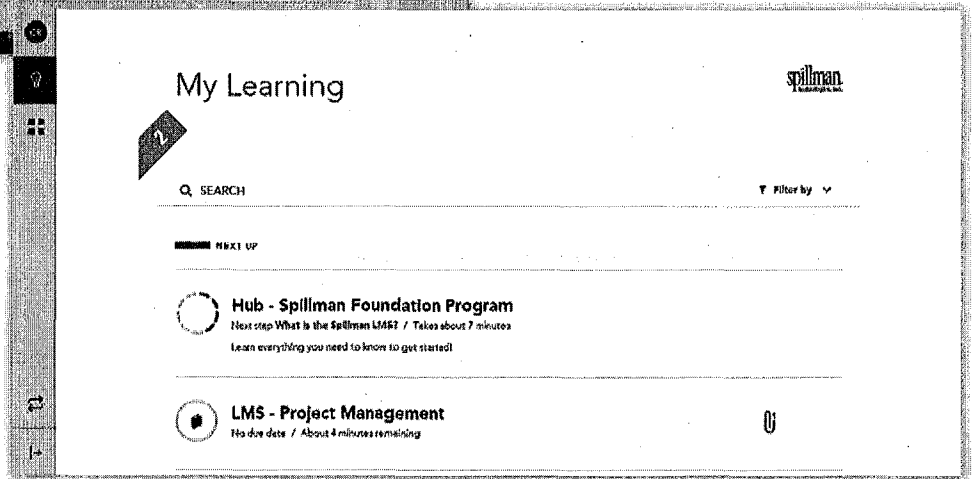 My Learning
spillman
2
SEARCH
Filter by
NEXT UP
Hub - Spillman Foundation Program
Next step What is the Spillman LMS? / Takes about 7 minutes
Learn everything you need to know to get started!
LMS - Project Management
No due date / About 4 minutes remaining